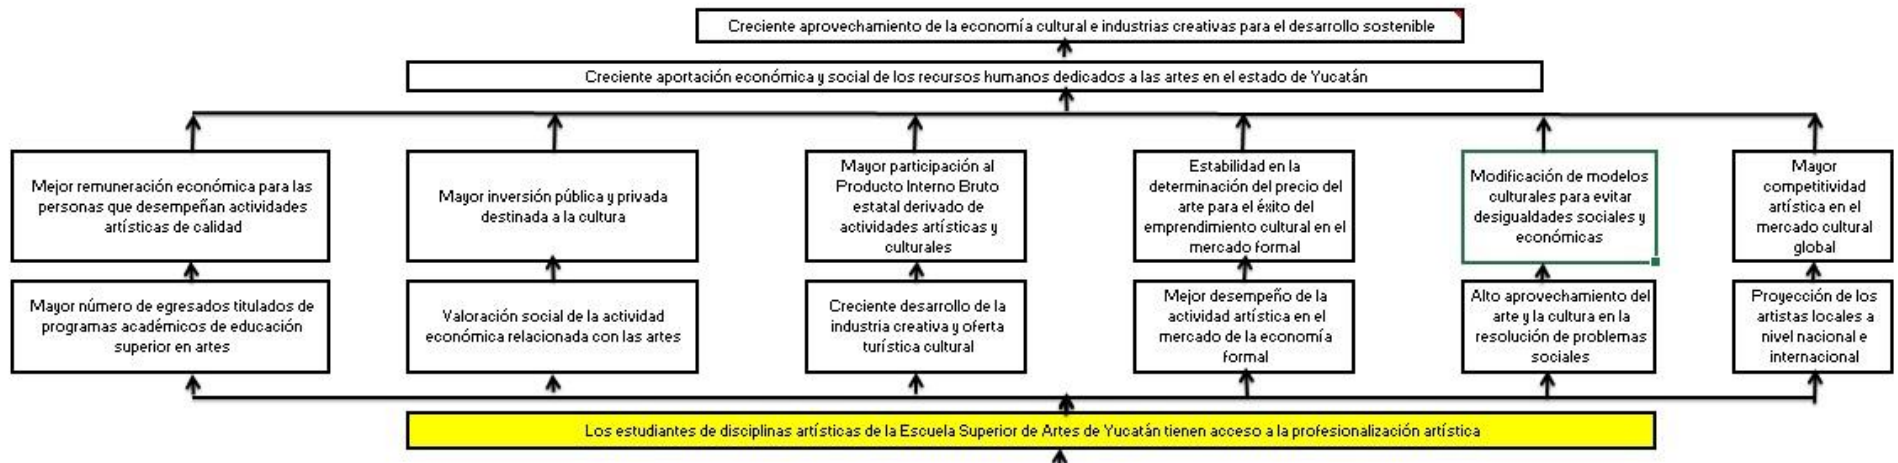 Creciente aprovechamiento de la economía cultural e industrias creativas para el desarrollo sostenible
Creciente aportación económica y social de los recursos humanos dedicados a las artes en el estado de Yucatán
Mejor remuneración económica para las
personas que desempeñan actividades
artísticas de calidad
Mayor inversión pública y privada
destinada a la cultura
Mayor participación al
Producto Interno Bruto
estatal derivado de
actividades artísticas y
culturales
Estabilidad en la
determinación del precio del
arte para el éxito del
emprendimiento cultural en el
mercado formal
Modificación de modelos
culturales para evitar
desigualdades sociales y
económicas
Mayor
competitividad
artística en el
mercado cultural
global
Mayor número de egresados titulados de
programas académicos de educación
superior en artes
Valoración social de la actividad
económica relacionada con las artes
Creciente desarrollo de la
industria creativa y oferta
turística cultural
Mejor desempeño de la
actividad artística en el
mercado de la economía
formal
Alto aprovechamiento del
arte y la cultura en la
resolución de problemas
sociales
Proyección de los
artistas locales a
nivel nacional e
internacional
Los estudiantes de disciplinas artísticas de la Escuela Superior de Artes de Yucatán tienen acceso a la profesionalización artística